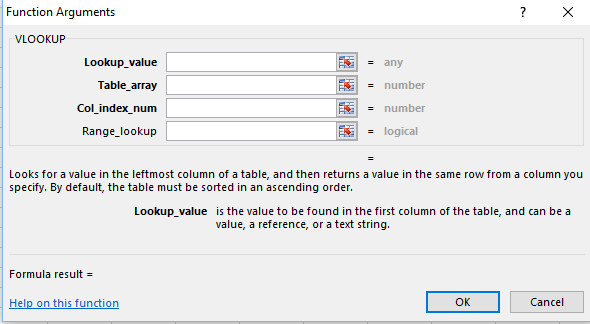 Function Arguments ? ×
VLOOKUP
Lookup_value = any
Table_array = number
Col_index_num = number
Range_lookup = logical
=
Looks for a value in the leftmost column of a table, and then returns a value in the same row from a column you
specify. By default, the table must be sorted in an ascending order.
Lookup_value is the value to be found in the first column of the table, and can be a
value, a reference, or a text string.
Formula result =
Help on this function OK Cancel